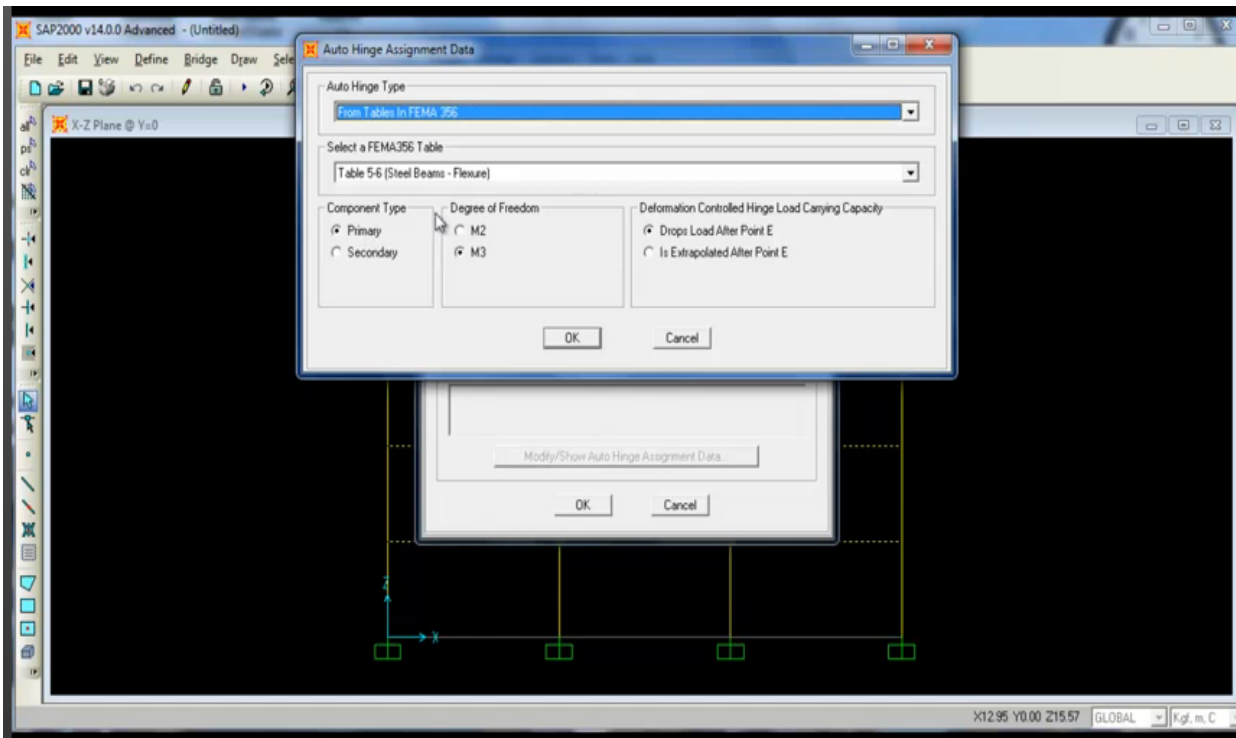 SAP2000 v14.0.0 Advanced - (Untitled)
File Edit View Define Bridge Draw Sele
X-Z Plane @ Y=0
Auto Hinge Assignment Data
Auto Hinge Type
From Tables In FEMA 356
Select a FEMA356 Table
Table 5-6 (Steel Beams - Flexure)
Component Type
Primary
Secondary
Degree of Freedom
M2
M3
Deformation Controlled Hinge Load Carrying Capacity
Drops Load After Point E
Is Extrapolated After Point E
OK Cancel
Modify/Show Auto Hinge Assignment Data...
OK Cancel
all
ps
clr
Z
X
X12.95 Y0.00 Z15.57 GLOBAL Kgf, m, C